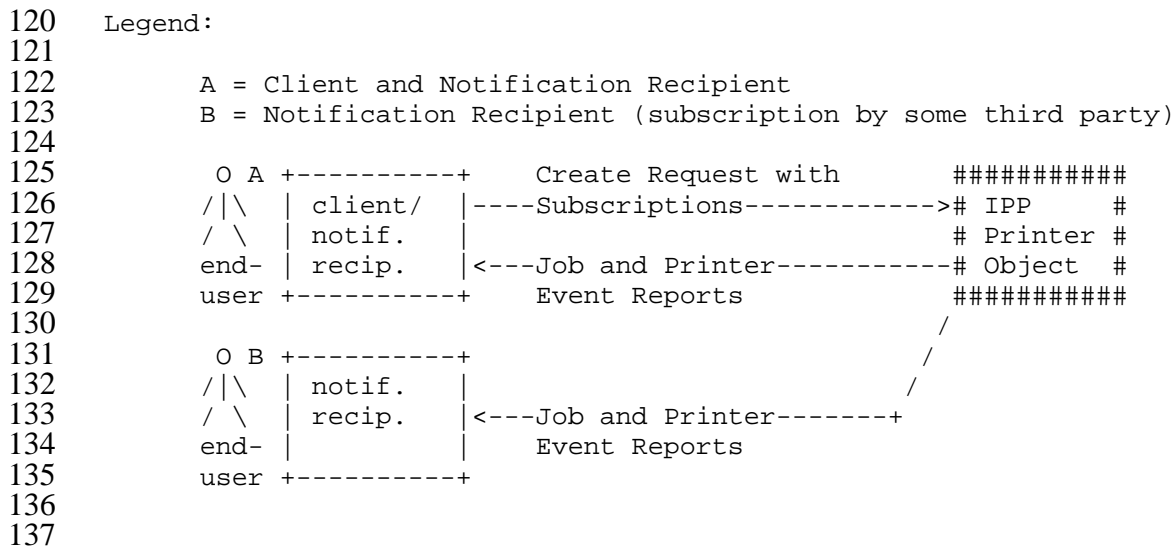 120 Legend:
121
122 A = Client and Notification Recipient
123 B = Notification Recipient (subscription by some third party)
124
125 O A +----------+ Create Request with ###########
126 /|\ | client/ |----Subscriptions------------># IPP #
127 / \ | notif. | # Printer #
128 end- | recip. |<---Job and Printer-----------# Object #
129 user +----------+ Event Reports ###########
130 /
131 O B +----------+ /
132 /|\ | notif. | /
133 / \ | recip. |<---Job and Printer-------+
134 end- | | Event Reports
135 user +----------+
136
137